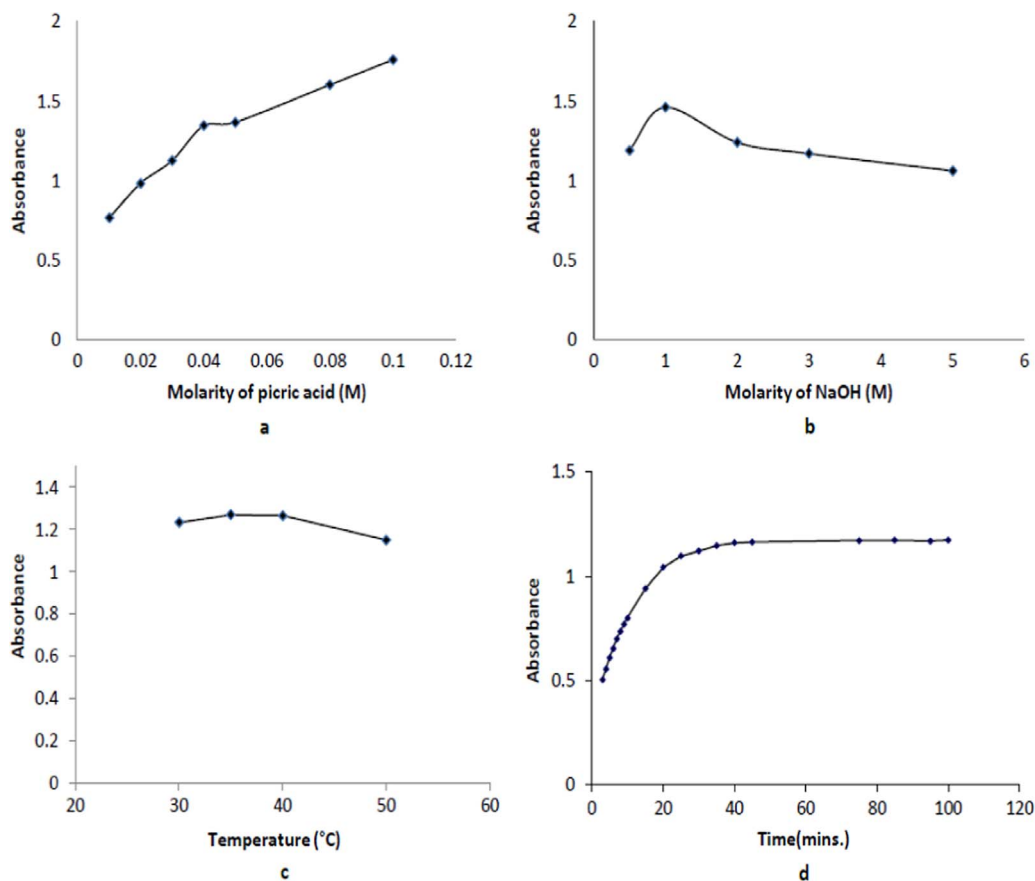 2
1.5
1
0.5
0
Absorbance
0 0.02 0.04 0.06 0.08 0.1 0.12
Molarity of picric acid (M)
a
2
1.5
1
0.5
0
Absorbance
0 1 2 3 4 5 6
Molarity of NaOH (M)
b
1.4
1.2
1
0.8
0.6
0.4
0.2
0
Absorbance
20 30 40 50 60
Temperature (˚C)
c
1.5
1
0.5
0
Absorbance
0 20 40 60 80 100 120
Time(mins.)
d